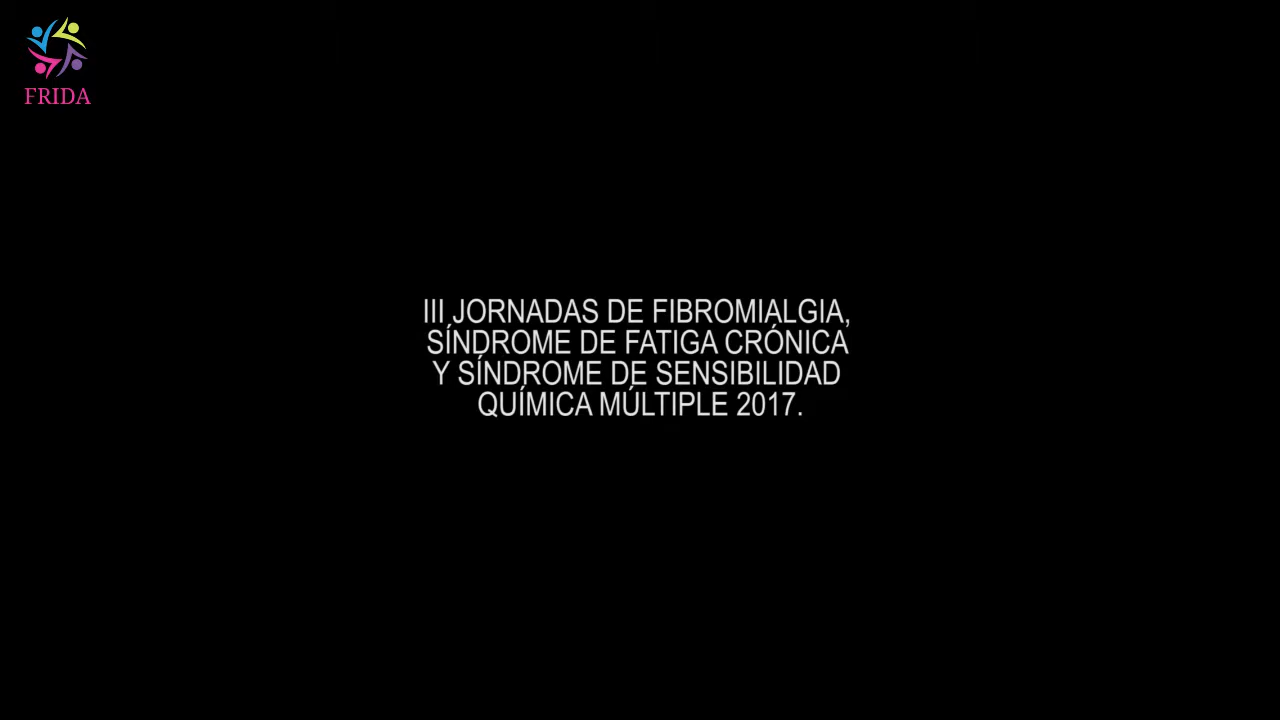 FRIDA
III JORNADAS DE FIBROMIALGIA,
SÍNDROME DE FATIGA CRÓNICA
Y SÍNDROME DE SENSIBILIDAD
QUÍMICA MÚLTIPLE 2017.